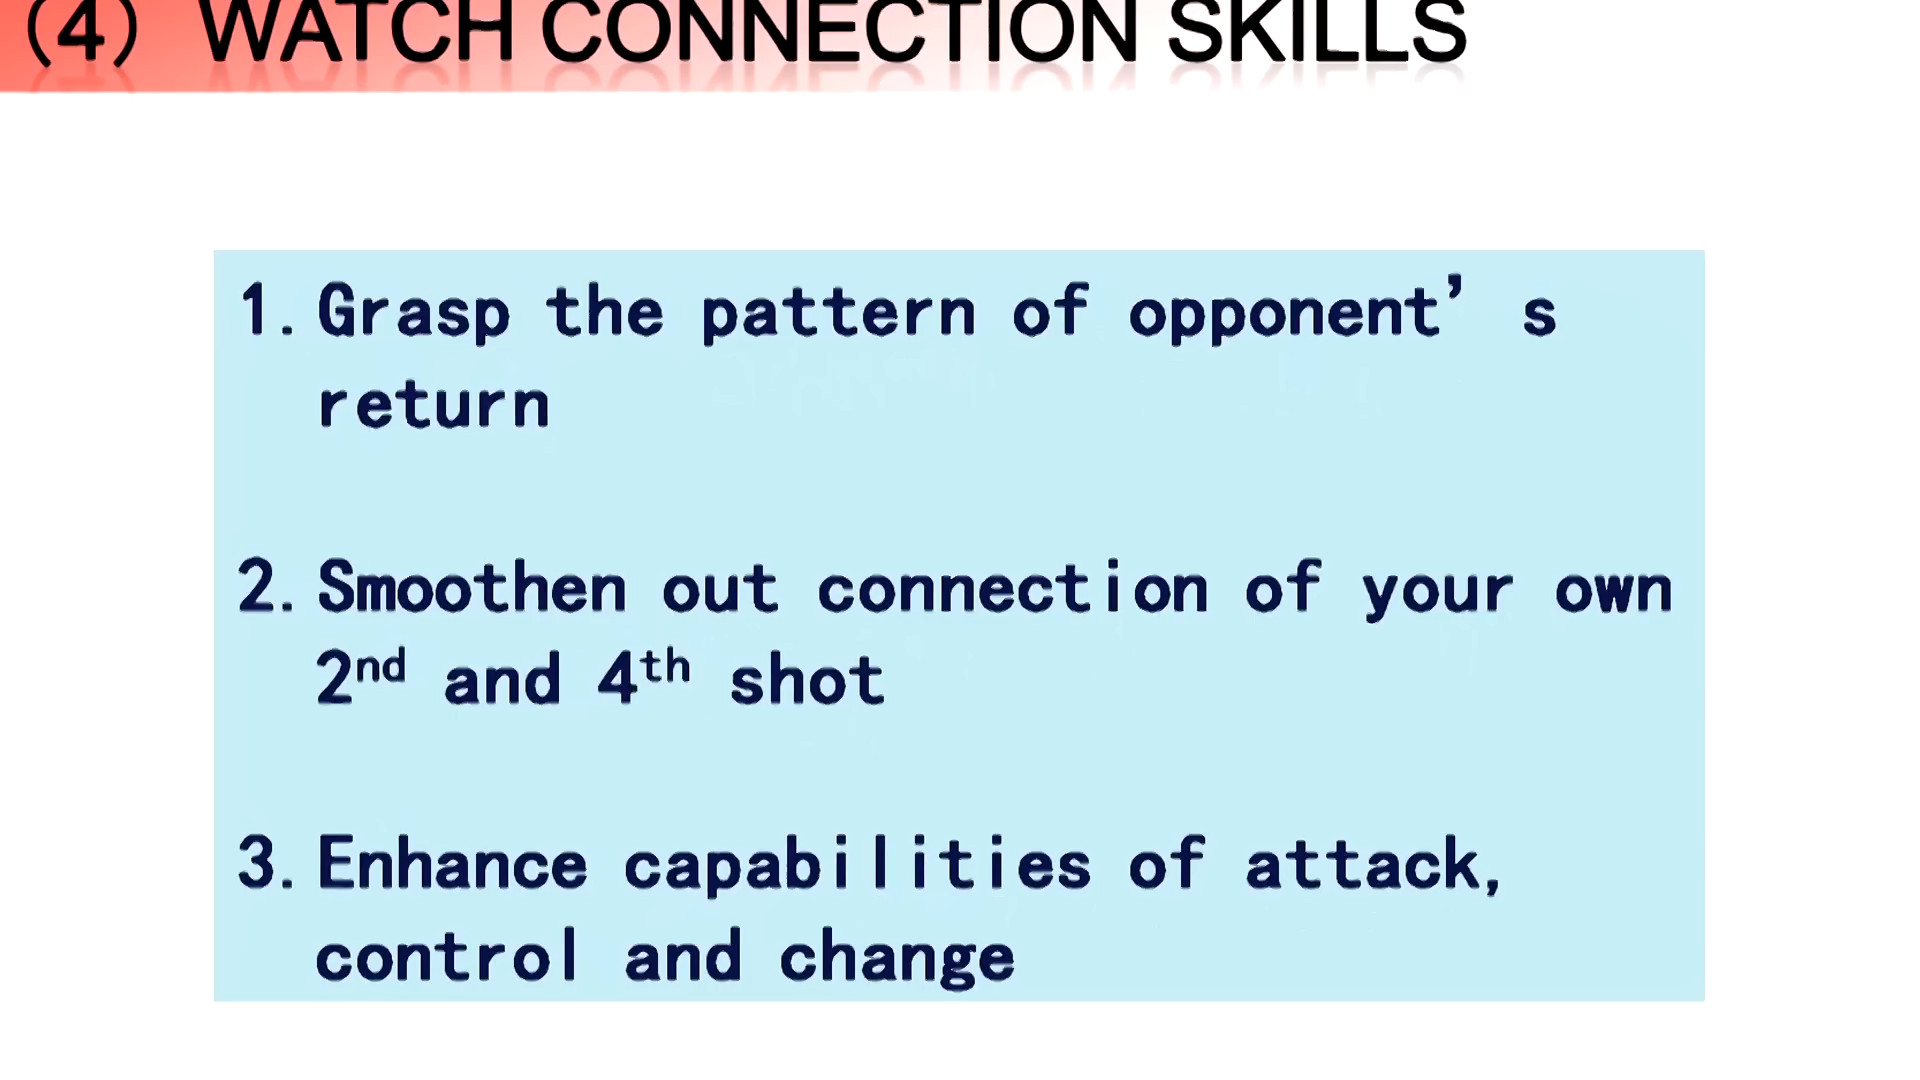 (4) WATCH CONNECTION SKILLS
1. Grasp the pattern of opponent’s
return
2. Smoothen out connection of your own
2nd and 4th shot
3. Enhance capabilities of attack,
control and change